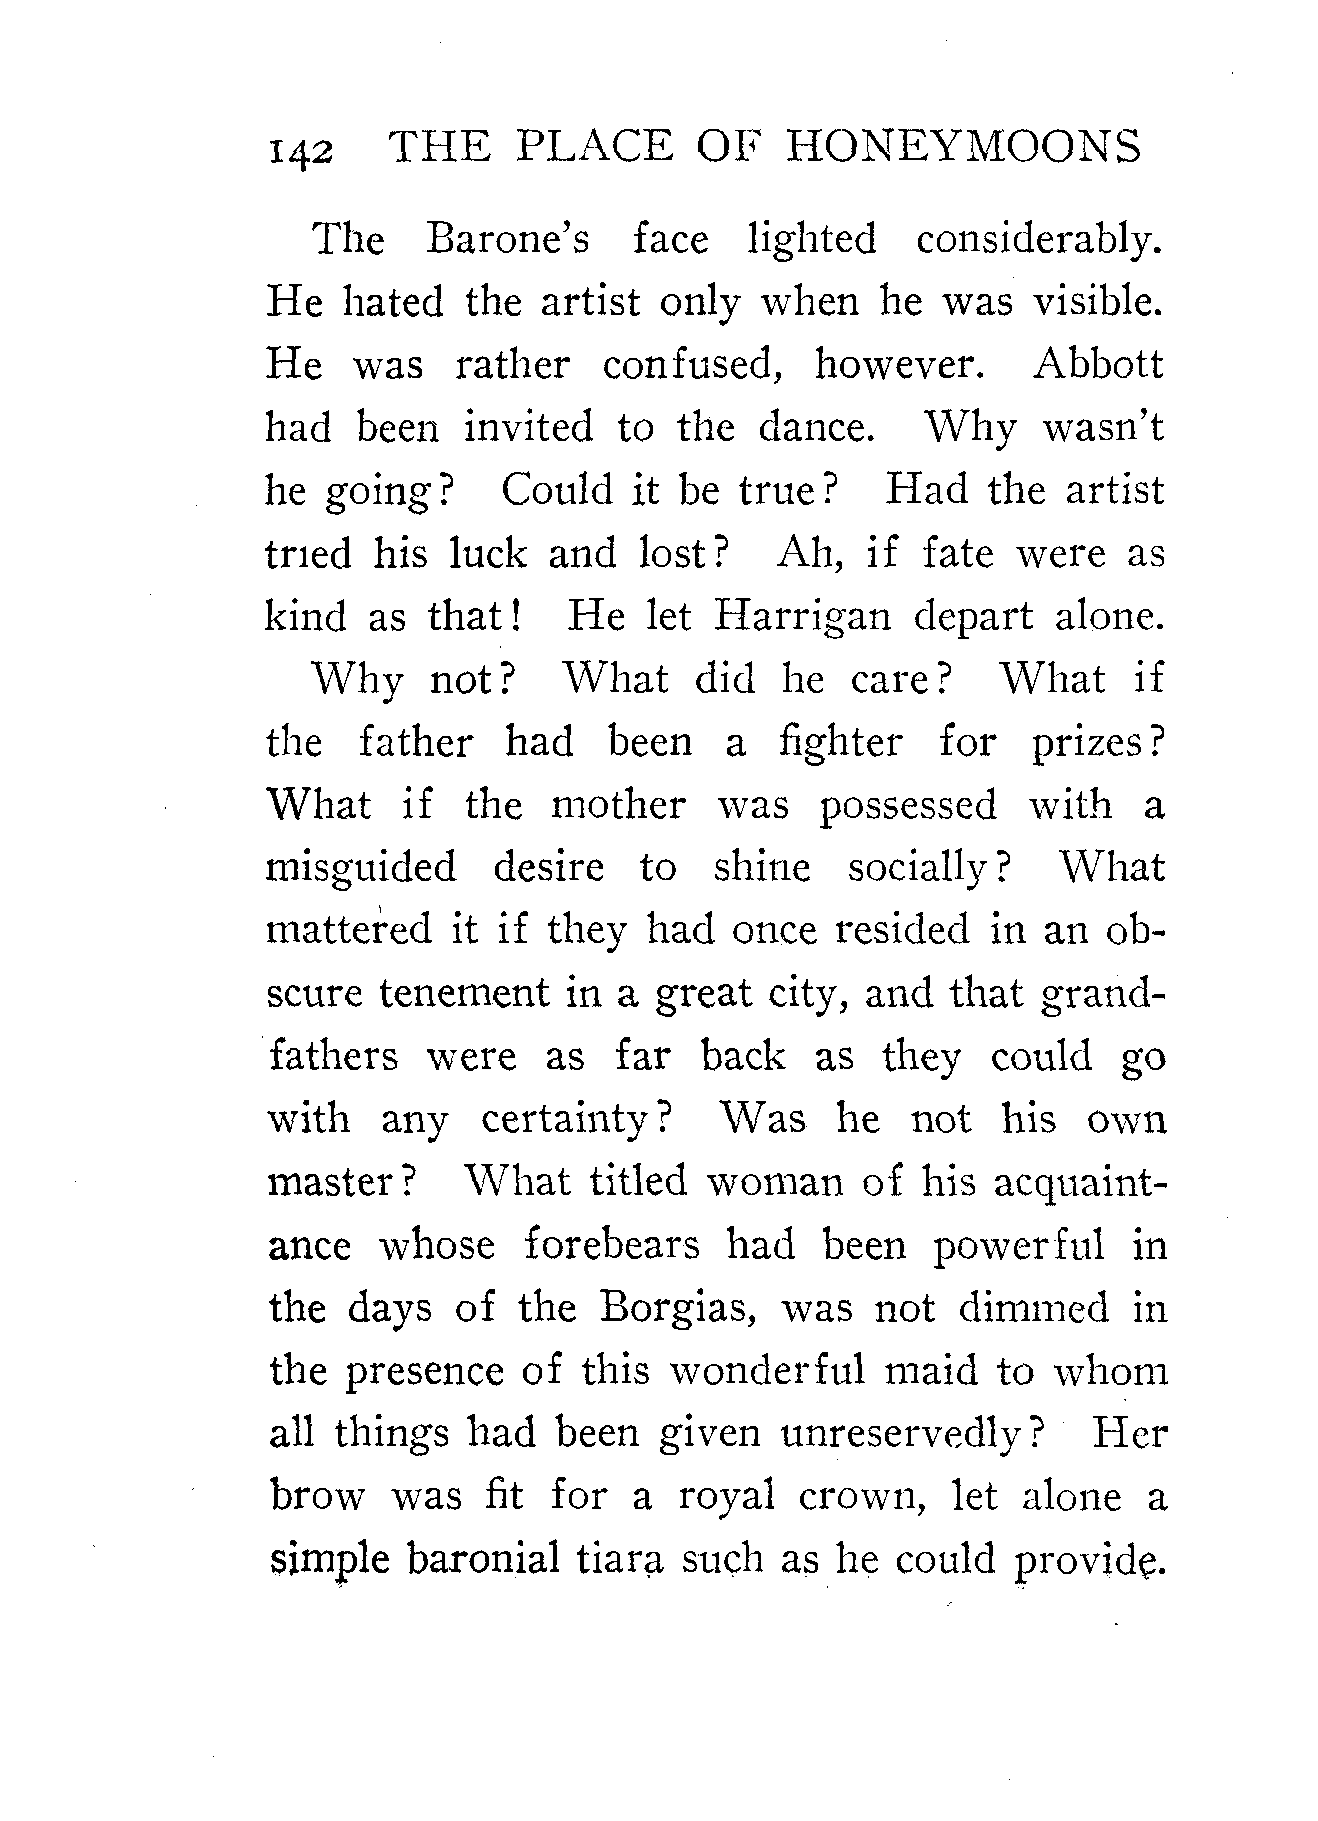 142 THE PLACE OF HONEYMOONS
The Barone's face lighted considerably.
He hated the artist only when he was visible.
He was rather confused, however. Abbott
had been invited to the dance. Why wasn't
he going? Could it be true? Had the artist
tried his luck and lost? Ah, if fate were as
kind as that! He let Harrigan depart alone.
Why not? What did he care? What if
the father had been a fighter for prizes?
What if the mother was possessed with a
misguided desire to shine socially? What
mattered it if they had once resided in an ob-
scure tenement in a great city, and that grand-
fathers were as far back as they could go
with any certainty? Was he not his own
master? What titled woman of his acquaint-
ance whose forebears had been powerful in
the days of the Borgias, was not dimmed in
the presence of this wonderful maid to whom
all things had been given unreservedly? Her
brow was fit for a royal crown, let alone a
simple baronial tiara such as he could provide.